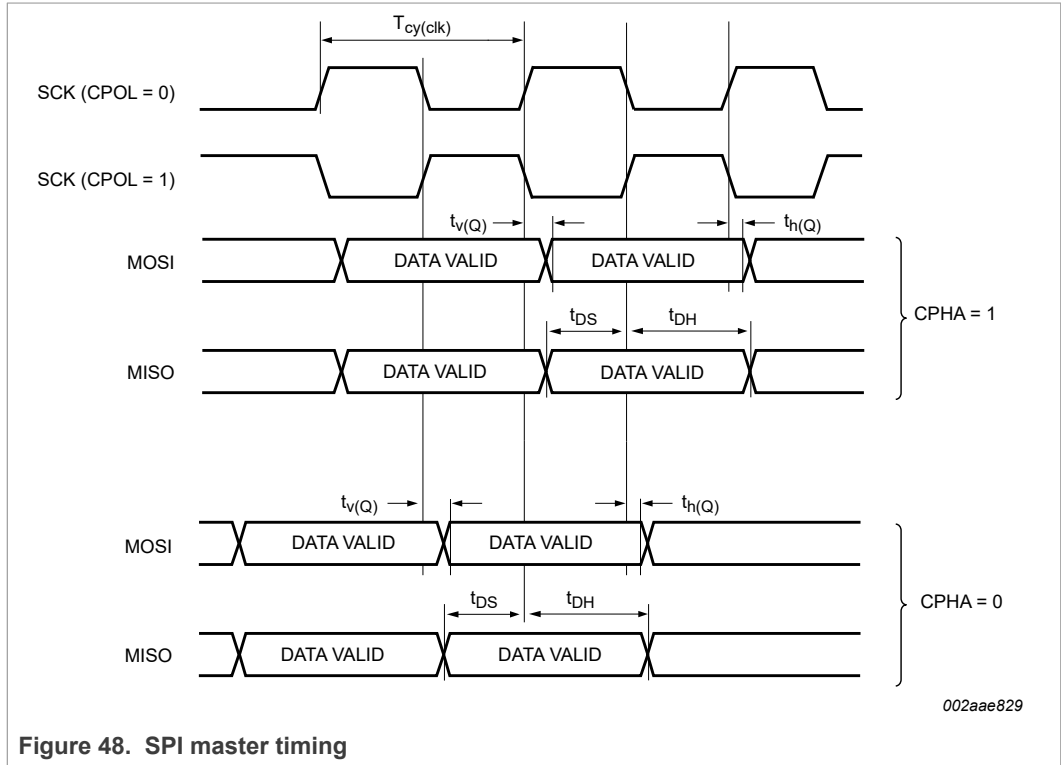 Tcy(clk)
SCK (CPOL = 0)
SCK (CPOL = 1)
tv(Q)
th(Q)
MOSI
DATA VALID
DATA VALID
CPHA = 1
tDS
tDH
MISO
DATA VALID
DATA VALID
tv(Q)
th(Q)
MOSI
DATA VALID
DATA VALID
CPHA = 0
tDS
tDH
MISO
DATA VALID
DATA VALID
002aae829
Figure 48. SPI master timing